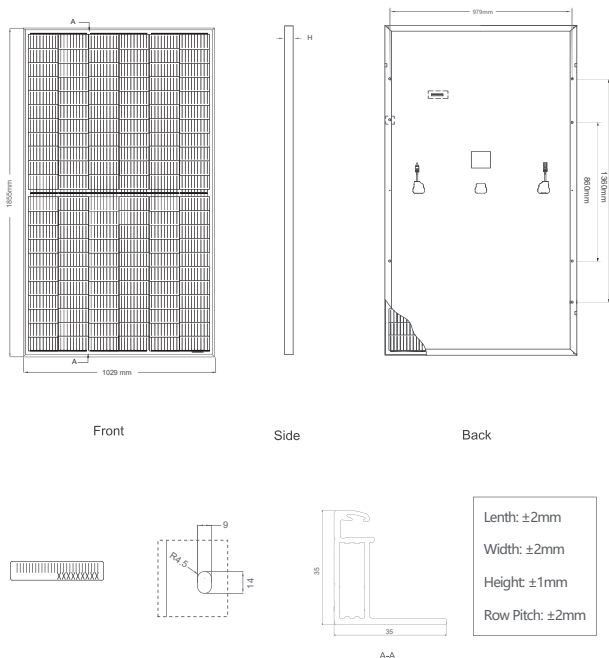 A
979mm
H
1855mm
860mm
1360mm
A
1029 mm
Front
Side
Back
9
R4.5
14
35
35
A-A
Lenth: ±2mm
Width: ±2mm
Height: ±1mm
Row Pitch: ±2mm